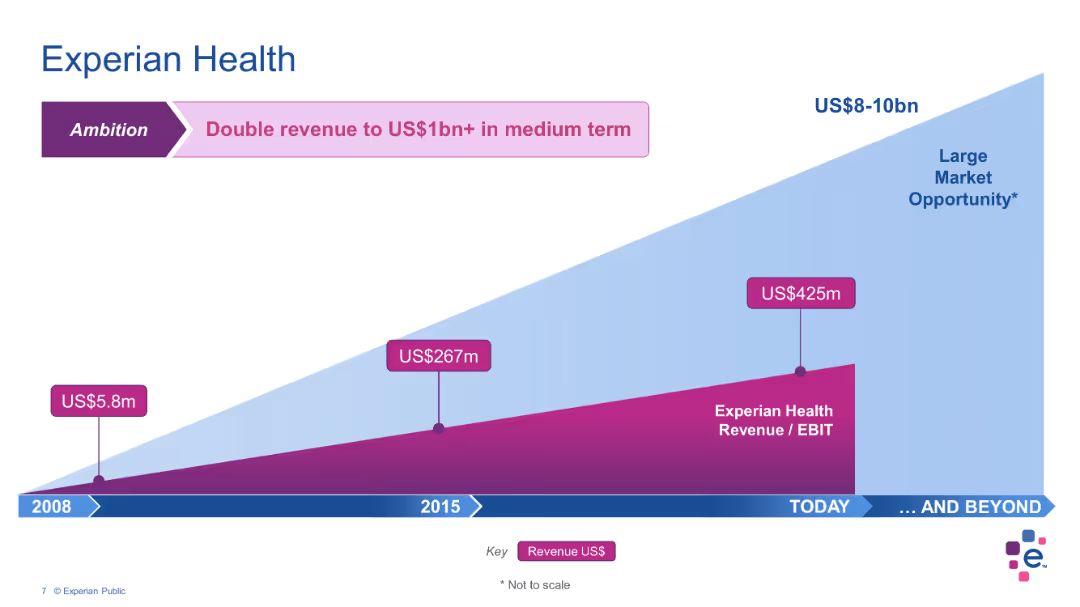 Experian Health
Ambition
Double revenue to US$1bn+ in medium term
US$8-10bn
Large
Market
Opportunity*
US$425m
US$267m
US$5.8m
Experian Health
Revenue / EBIT
2008
2015
TODAY
… AND BEYOND
Key
Revenue US$
* Not to scale
7 © Experian Public
e™